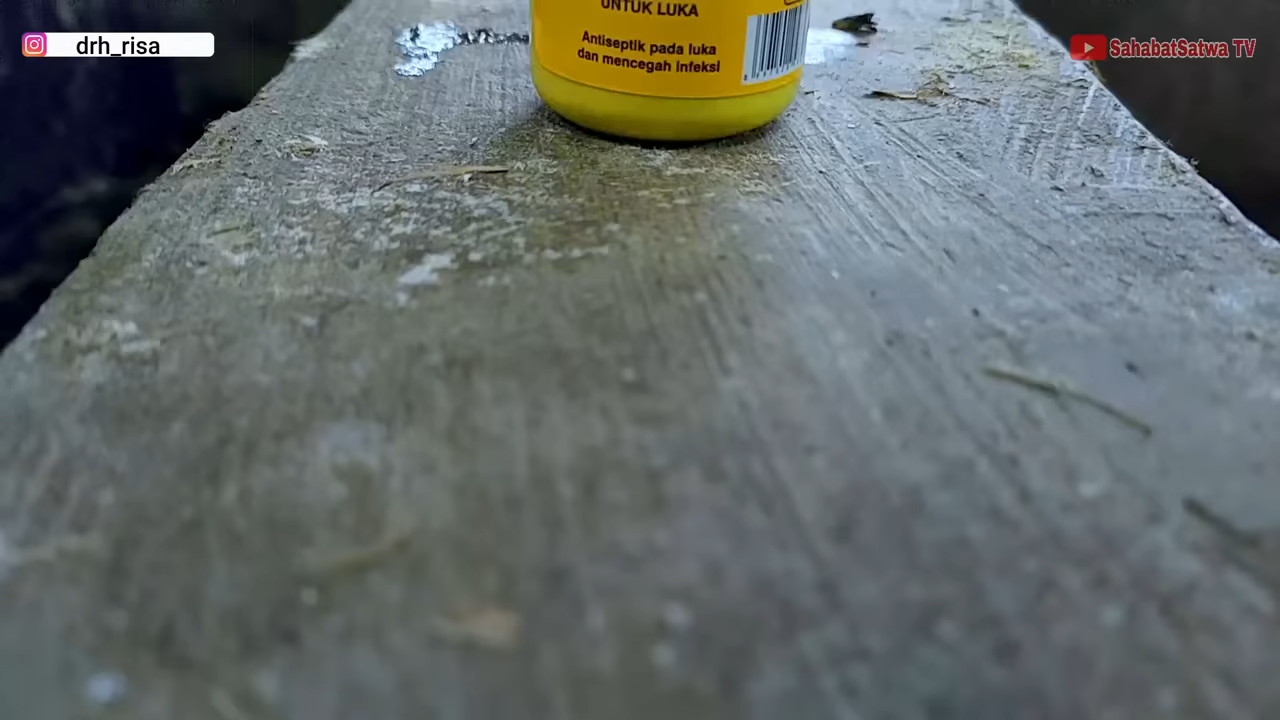 drh_risa
UNTUK LUKA
Antiseptik pada luka
dan mencegah infeksi
SahabatSatwa TV